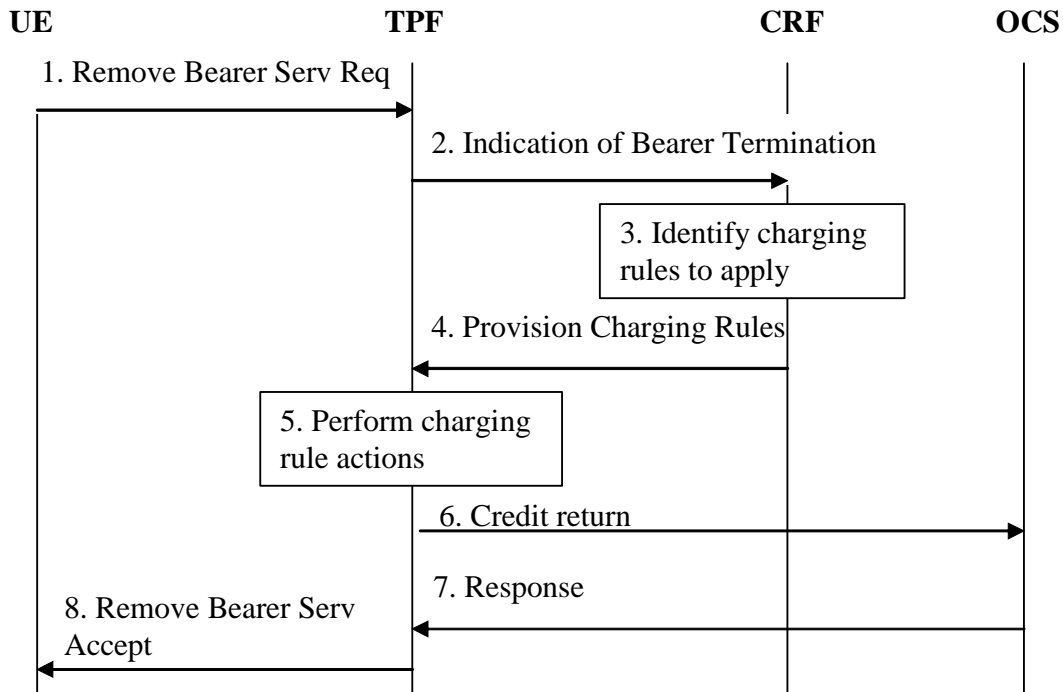 UE TPF CRF OCS
1. Remove Bearer Serv Req
2. Indication of Bearer Termination
3. Identify charging
rules to apply
4. Provision Charging Rules
5. Perform charging
rule actions
6. Credit return
7. Response
8. Remove Bearer Serv
Accept